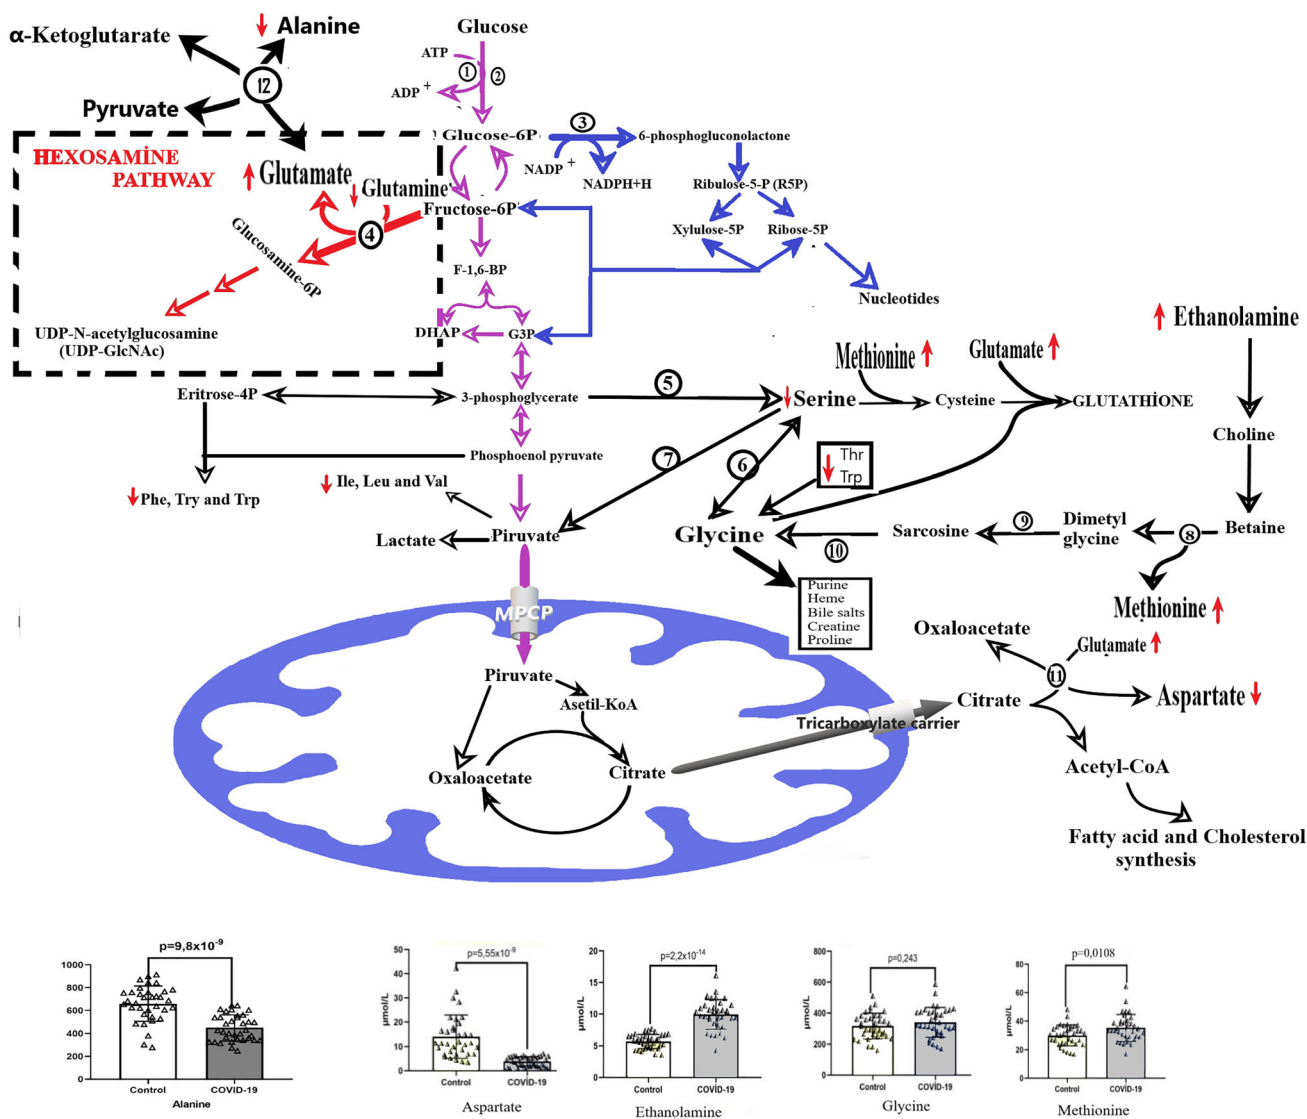 α-Ketoglutarate
Alanine
12
Pyruvate
Glucose
ATP
1
2
ADP +
HEXOSAMİNE
PATHWAY
Glutamate
Glutamine
4
Glucosamine-6P
UDP-N-acetylglucosamine
(UDP-GlcNAc)
Glucose-6P
3
6-phosphogluconolactone
NADP +
NADPH+H
Ribulose-5-P (R5P)
Fructose-6P
Xylulose-5P
Ribose-5P
Nucleotides
F-1,6-BP
DHAP
G3P
Ethanolamine
Methionine
Glutamate
Eritrose-4P
3-phosphoglycerate
5
Serine
Cysteine
GLUTATHİONE
Choline
Phosphoenol pyruvate
7
6
Thr
Trp
Phe, Try and Trp
Ile, Leu and Val
Lactate
Piruvate
Glycine
10
Sarcosine
9
Dimetyl
glycine
8
Betaine
Purine
Heme
Bile salts
Creatine
Proline
Methionine
MPCP
Oxaloacetate
Glutamate
11
Piruvate
Asetil-KoA
Citrate
Aspartate
Tricarboxylate carrier
Oxaloacetate
Citrate
Acetyl-CoA
Fatty acid and Cholesterol
synthesis
p=9,8x10-9
1000
800
600
400
200
0
Control
COVID-19
Alanine
p=5,55x10-9
µmol/L
50
40
30
20
10
0
Control
COVİD-19
Aspartate
p=2,2x10-14
µmol/L
20
15
10
5
0
Control
COVİD-19
Ethanolamine
p=0,243
µmol/L
800
600
400
200
0
Control
COVİD-19
Glycine
p=0,0108
µmol/L
80
60
40
20
0
Control
COVİD-19
Methionine